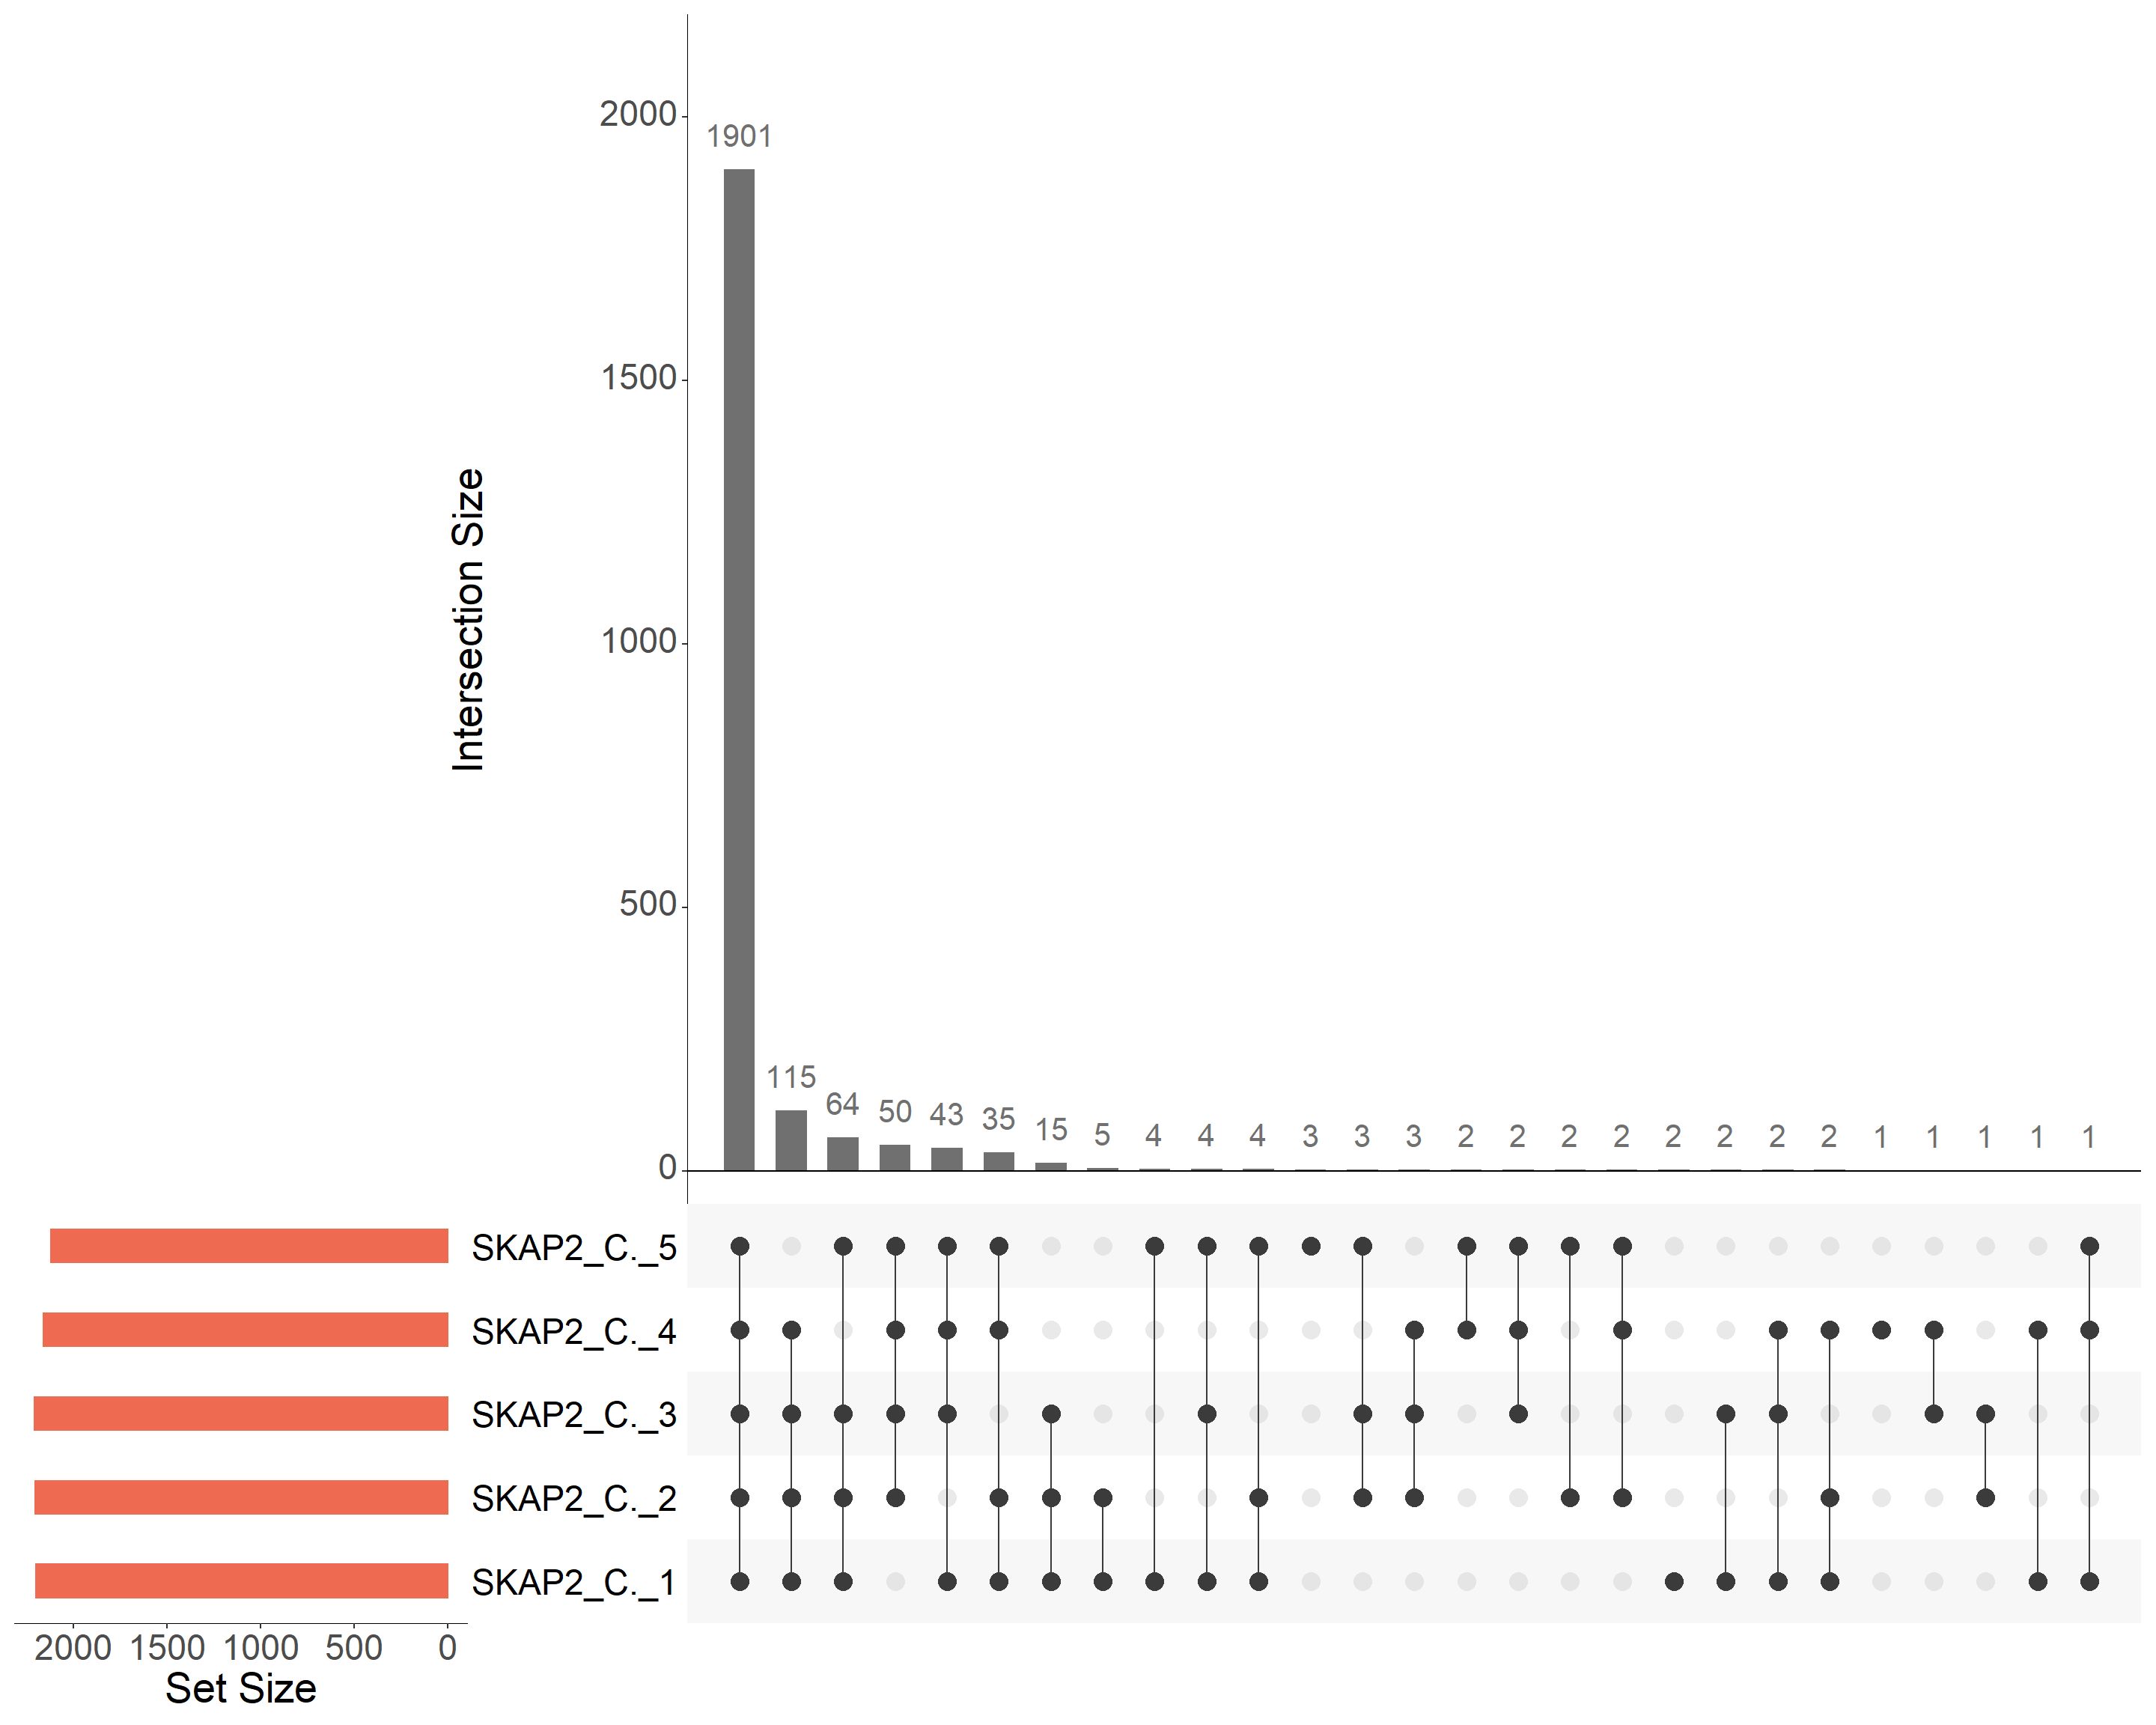 2000
1901
1500
1000
500
0
Intersection Size
115 64 50 43 35 15 5 4 4 4 3 3 3 2 2 2 2 2 2 2 2 1 1 1 1 1
SKAP2_C._5
SKAP2_C._4
SKAP2_C._3
SKAP2_C._2
SKAP2_C._1
2000 1500 1000 500 0
Set Size